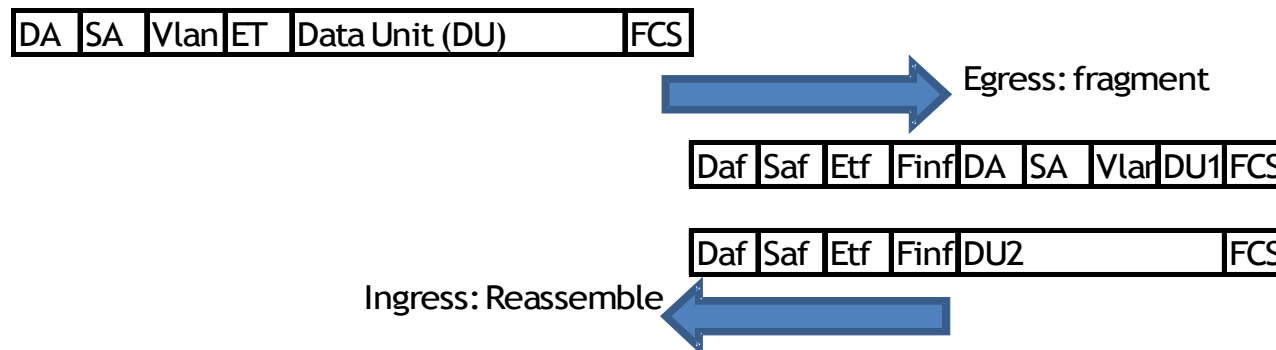 DA SA Vlan ET Data Unit (DU) FCS
Egress: fragment
Daf Saf Etf Finf DA SA Vlan DU1 FCS
Daf Saf Etf Finf DU2 FCS
Ingress: Reassemble